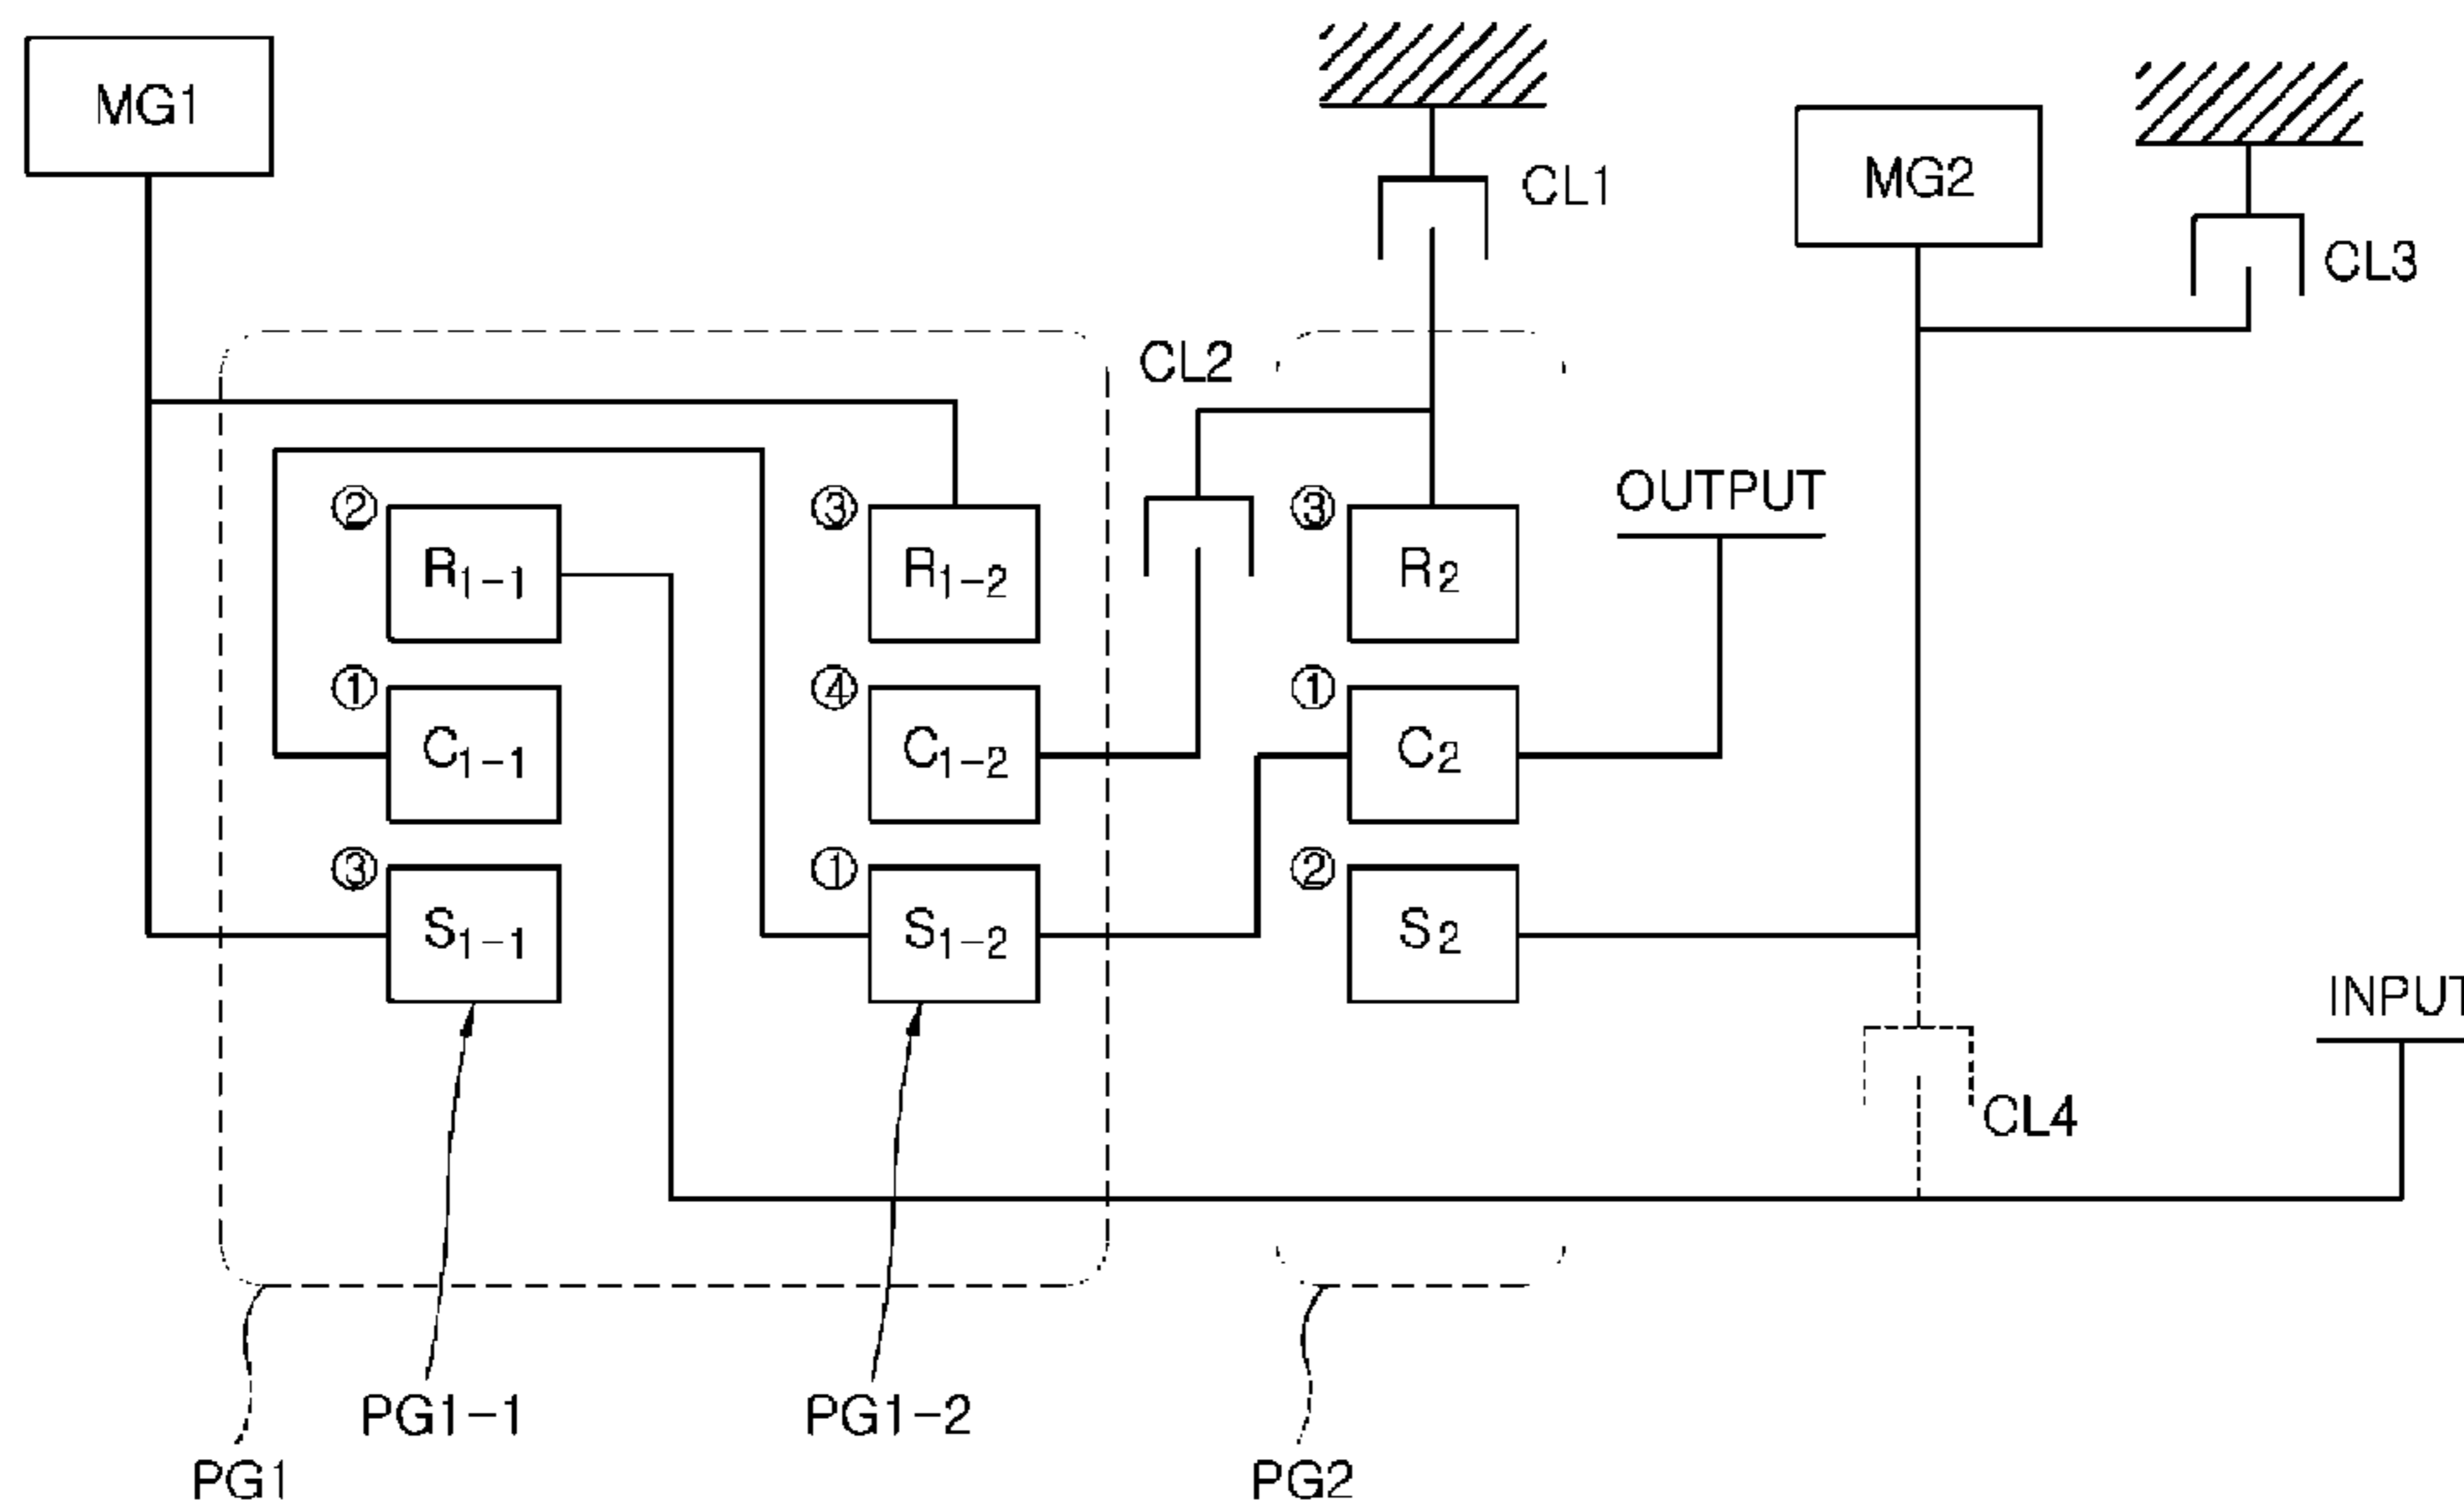 MG1
CL1
MG2
CL3
CL2
② R1-1
③ R1-2
③ R2
OUTPUT
① C1-1
④ C1-2
① C2
③ S1-1
① S1-2
② S2
INPUT
CL4
PG1-1
PG1-2
PG1
PG2